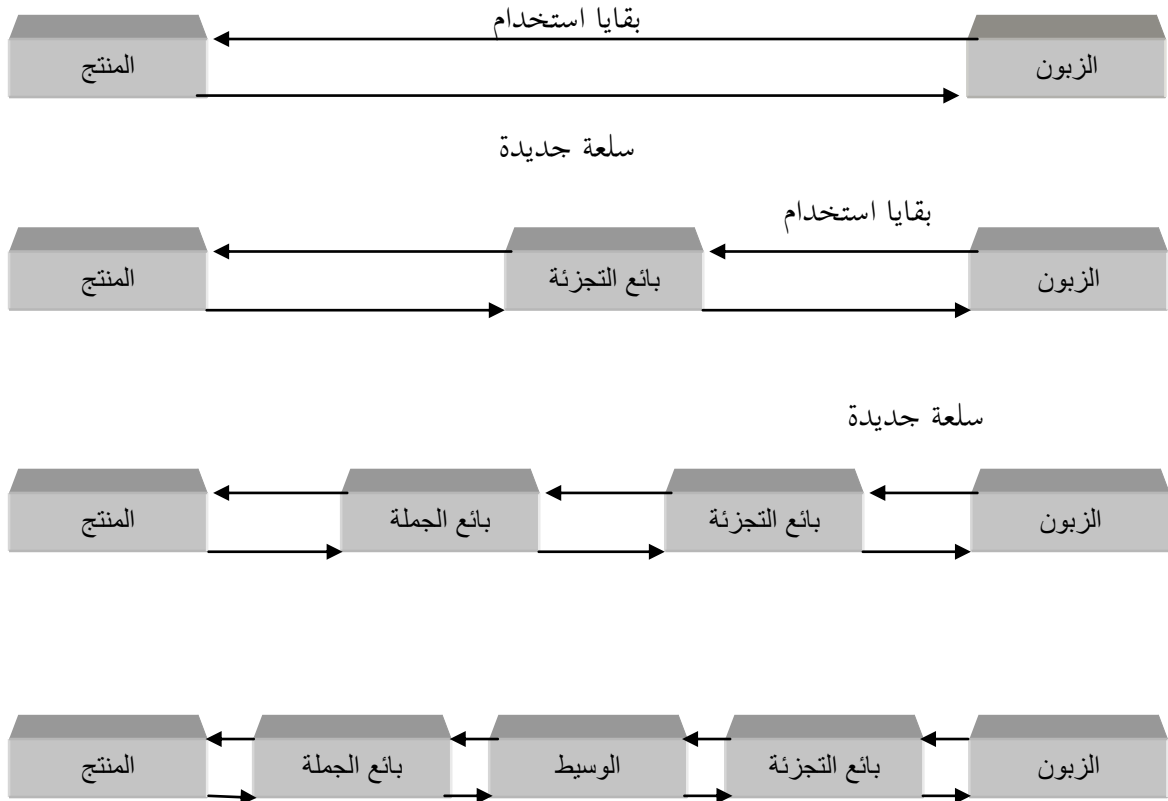 بقايا استخدام
الزبون
المنتج
سلعة جديدة
بقايا استخدام
الزبون
بائع التجزئة
المنتج
سلعة جديدة
الزبون
بائع التجزئة
بائع الجملة
المنتج
الزبون
بائع التجزئة
الوسيط
بائع الجملة
المنتج